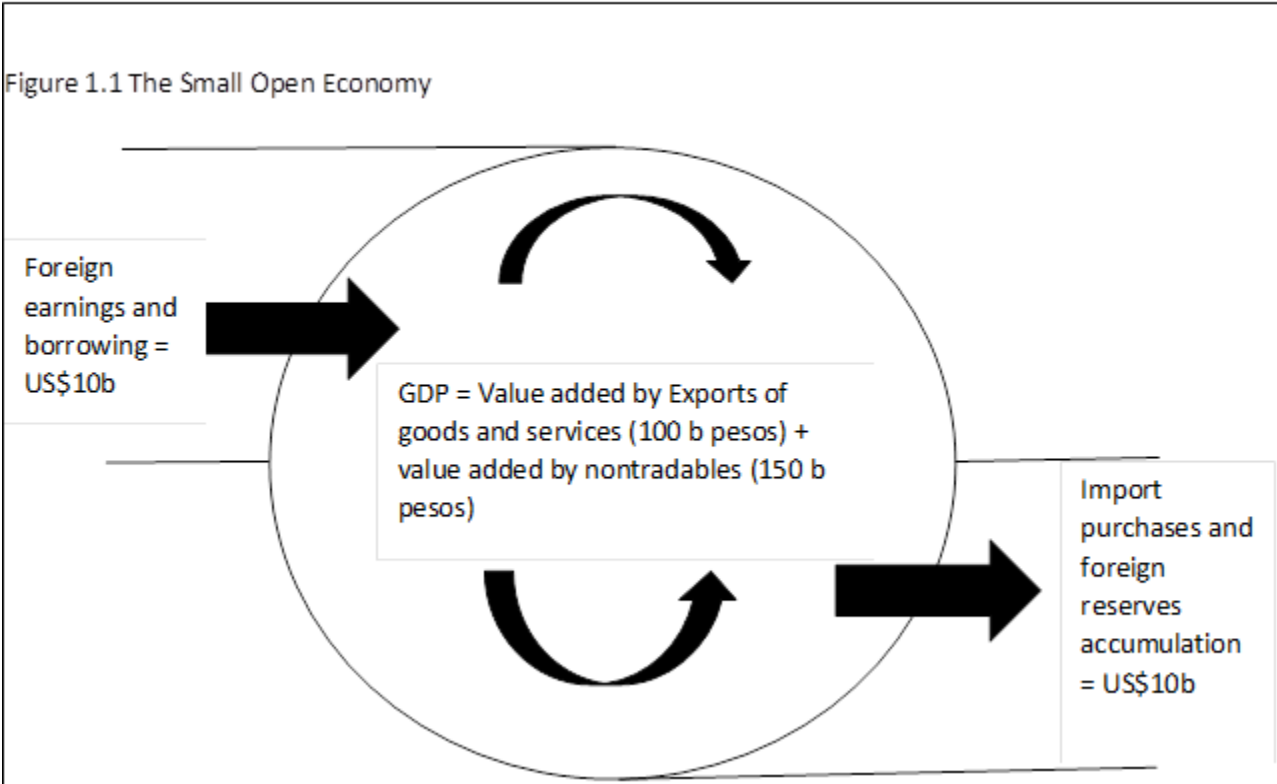 Figure 1.1 The Small Open Economy
Foreign
earnings and
borrowing =
US$10b
GDP = Value added by Exports of
goods and services (100 b pesos) +
value added by nontradables (150 b
pesos)
Import
purchases and
foreign
reserves
accumulation
= US$10b